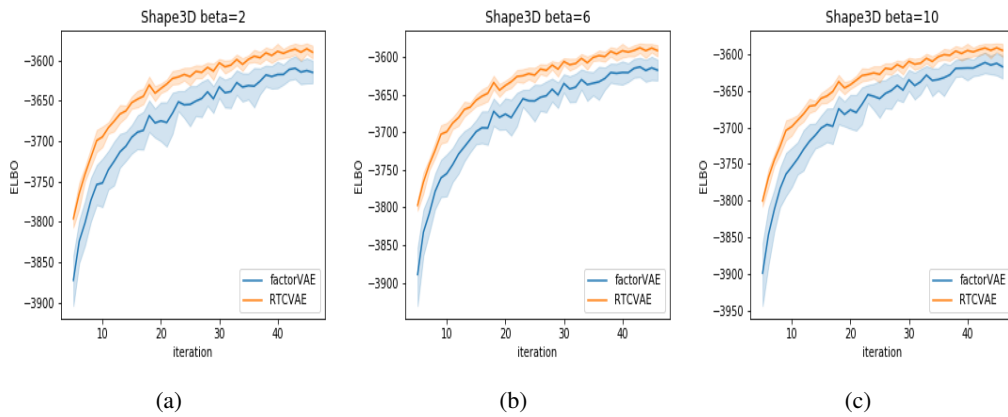 Shape3D beta=2
ELBO
−3600
−3650
−3700
−3750
−3800
−3850
−3900
10
20
30
40
iteration
factorVAE
RTCVAE
(a)
Shape3D beta=6
ELBO
−3600
−3650
−3700
−3750
−3800
−3850
−3900
10
20
30
40
iteration
factorVAE
RTCVAE
(b)
Shape3D beta=10
ELBO
−3600
−3650
−3700
−3750
−3800
−3850
−3900
−3950
10
20
30
40
iteration
factorVAE
RTCVAE
(c)